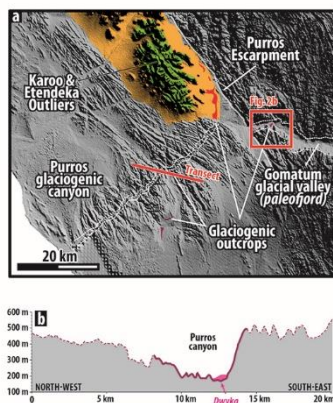 a
Karoo &
Etendeka
Outliers
Purros
Escarpment
Fig. 2b
Purros
glaciogenic
canyon
Transect
Gomatum
glacial valley
(paleofjord)
Glaciogenic
outcrops
20 km
b
600 m
500 m
400 m
300 m
200 m
100 m
Purros
canyon
Dwyka
NORTH-WEST
SOUTH-EAST
0
5 km
10 km
15 km
20 km